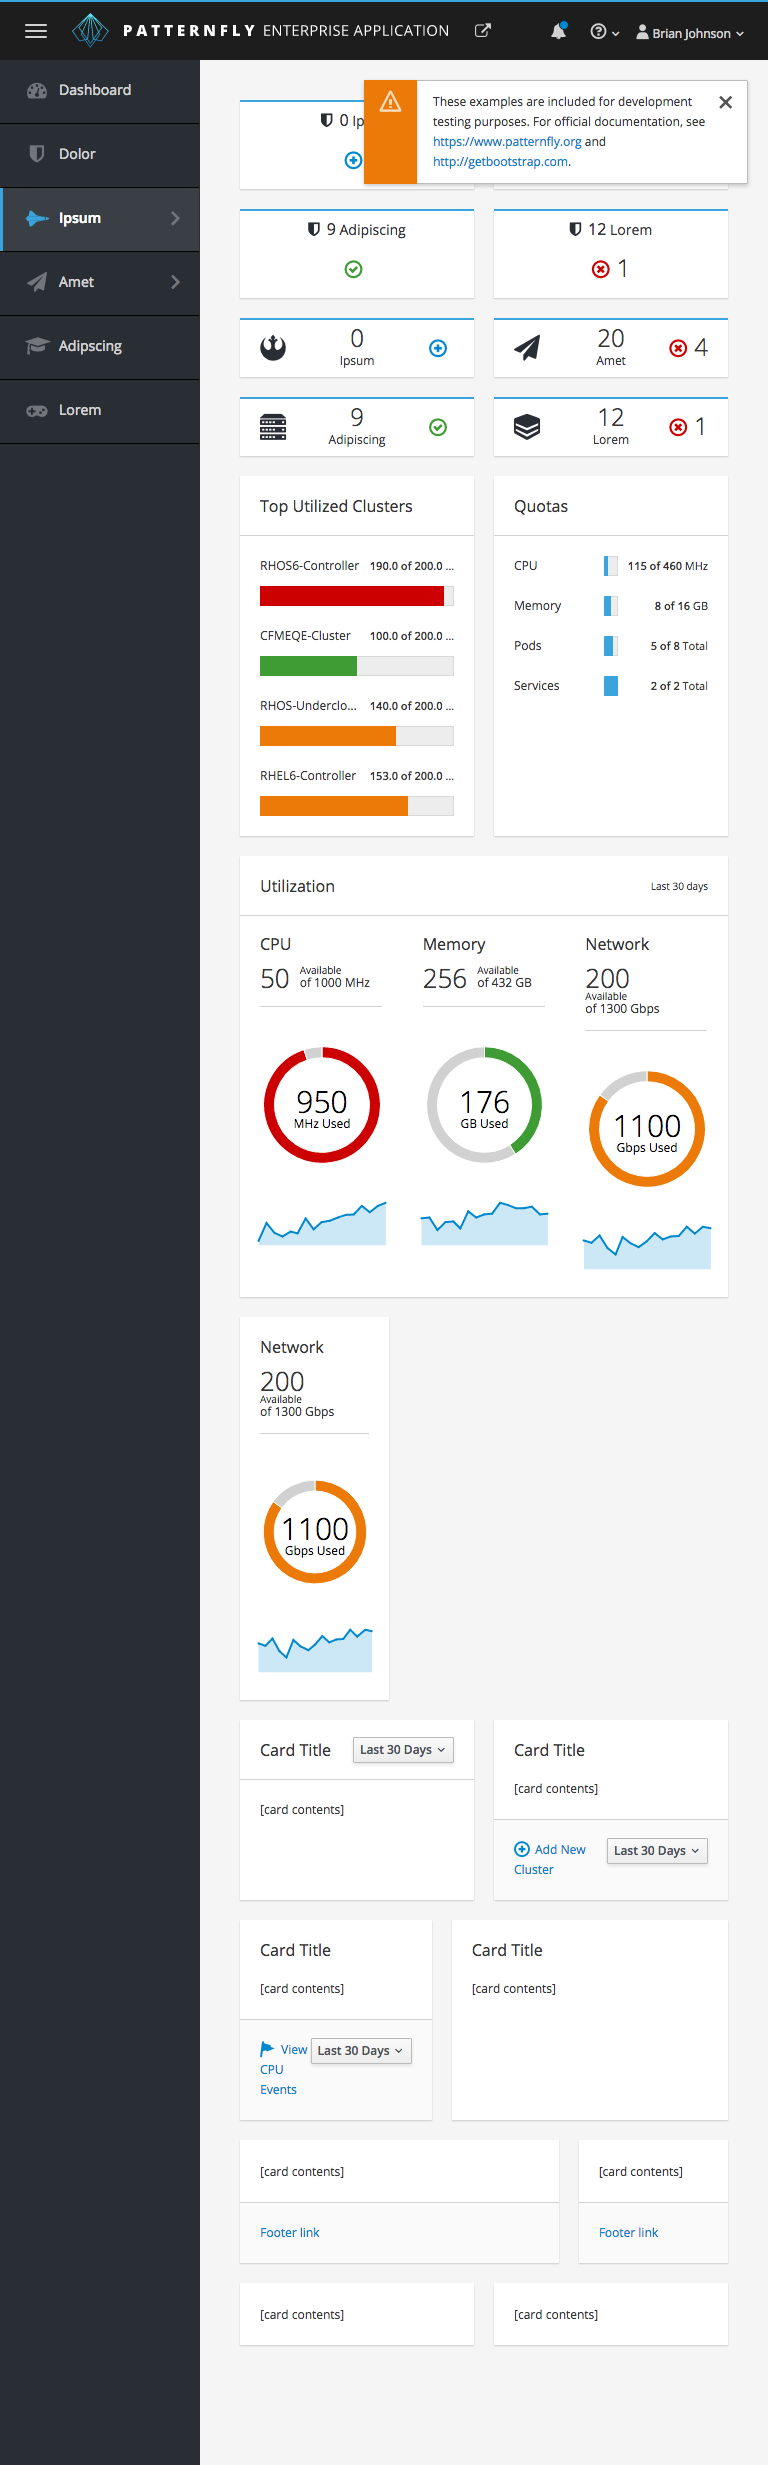 PATTERNFLY ENTERPRISE APPLICATION
Brian Johnson
Dashboard
Dolor
Ipsum
Amet
Adipscing
Lorem
These examples are included for development
testing purposes. For official documentation, see
https://www.patternfly.org and
http://getbootstrap.com.
0
9 Adipiscing
12 Lorem
1
0
Ipsum
20
Amet
4
9
Adipiscing
12
Lorem
1
Top Utilized Clusters
RHOS6-Controller 190.0 of 200.0 ...
CFMEQE-Cluster 100.0 of 200.0 ...
RHOS-Underclo... 140.0 of 200.0 ...
RHEL6-Controller 153.0 of 200.0 ...
Quotas
CPU 115 of 460 MHz
Memory 8 of 16 GB
Pods 5 of 8 Total
Services 2 of 2 Total
Utilization
Last 30 days
CPU
50 Available
of 1000 MHz
950
MHz Used
Memory
256 Available
of 432 GB
176
GB Used
Network
200
Available
of 1300 Gbps
1100
Gbps Used
Network
200
Available
of 1300 Gbps
1100
Gbps Used
Card Title
Last 30 Days
[card contents]
Card Title
[card contents]
Add New
Cluster
Last 30 Days
Card Title
[card contents]
View
CPU
Events
Last 30 Days
Card Title
[card contents]
[card contents]
Footer link
[card contents]
Footer link
[card contents]
[card contents]